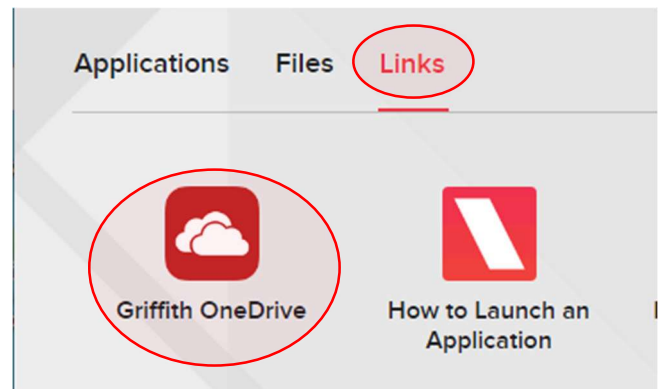 Applications Files Links
Griffith OneDrive How to Launch an
Application